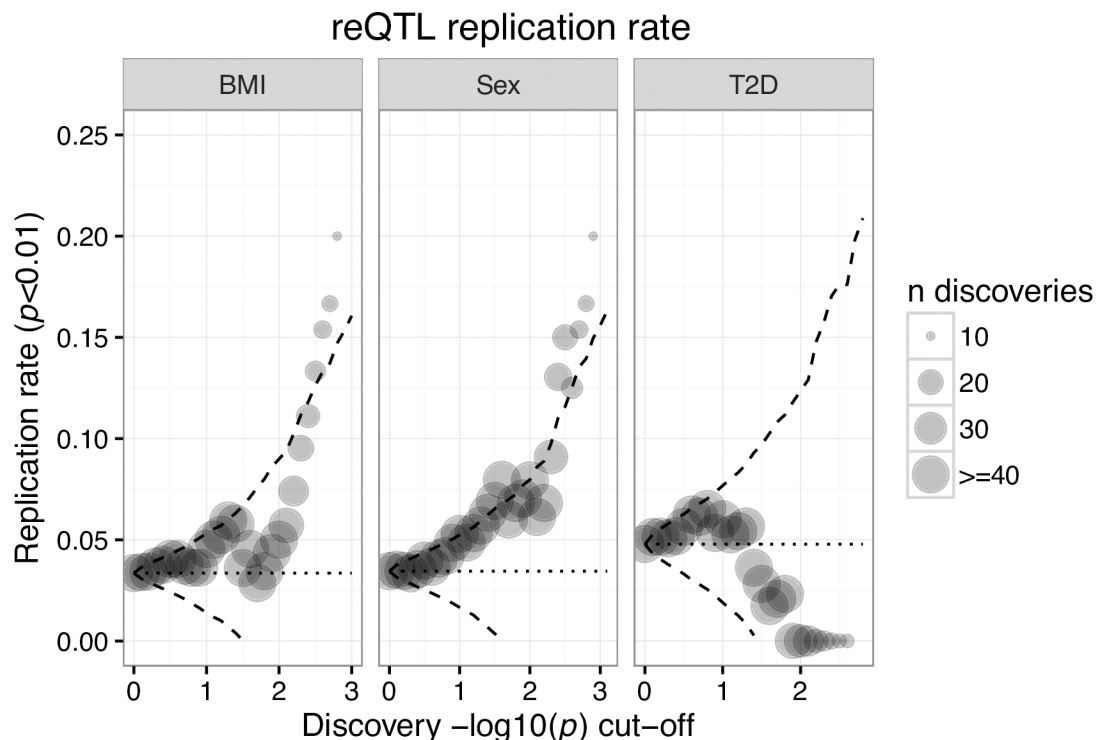 reQTL replication rate
BMI
Sex
T2D
Replication rate (p<0.01)
0.25
0.20
0.15
0.10
0.05
0.00
0 1 2 3
0 1 2 3
0 1 2
Discovery −log10(p) cut−off
n discoveries
10
20
30
>=40